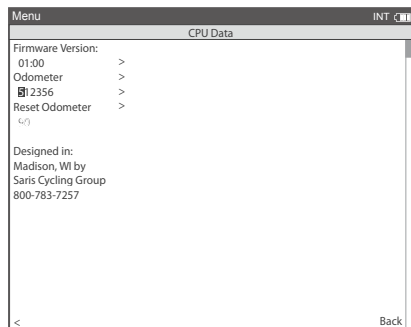 Menu INT
CPU Data
Firmware Version:
01:00 >
Odometer >
512356 >
Reset Odometer >
Designed in:
Madison, WI by
Saris Cycling Group
800-783-7257
< Back